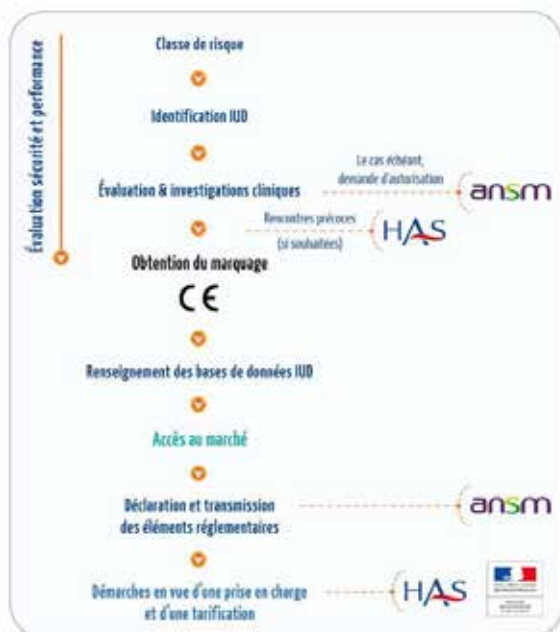 Évaluation sécurité et performance
Classe de risque
Identification IUD
Évaluation & investigations cliniques
Le cas échéant,
demande d'autorisation
ansm
Rencontres précoces
(si souhaitées)
HAS
Obtention du marquage
CE
Renseignement des bases de données IUD
Accès au marché
Déclaration et transmission
des éléments réglementaires
ansm
Démarches en vue d'une prise en charge
et d'une tarification
HAS